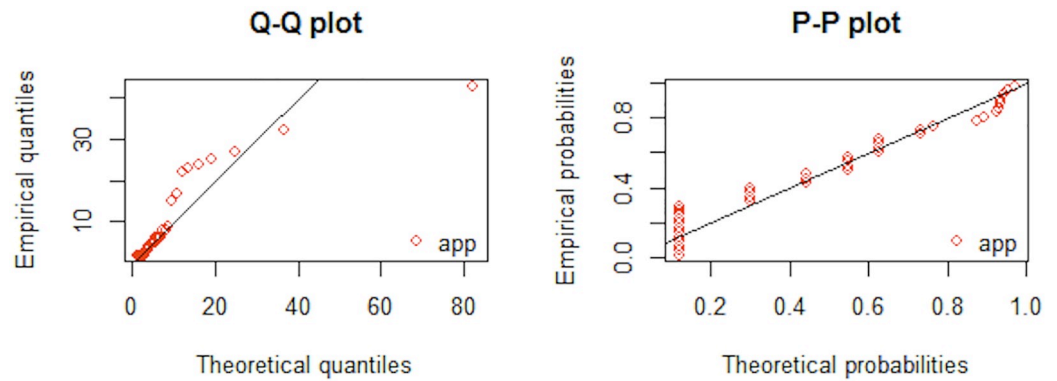 Q-Q plot
Empirical quantiles
10
30
0
20
40
60
80
app
Theoretical quantiles
P-P plot
Empirical probabilities
0.0
0.4
0.8
0.2
0.4
0.6
0.8
1.0
app
Theoretical probabilities